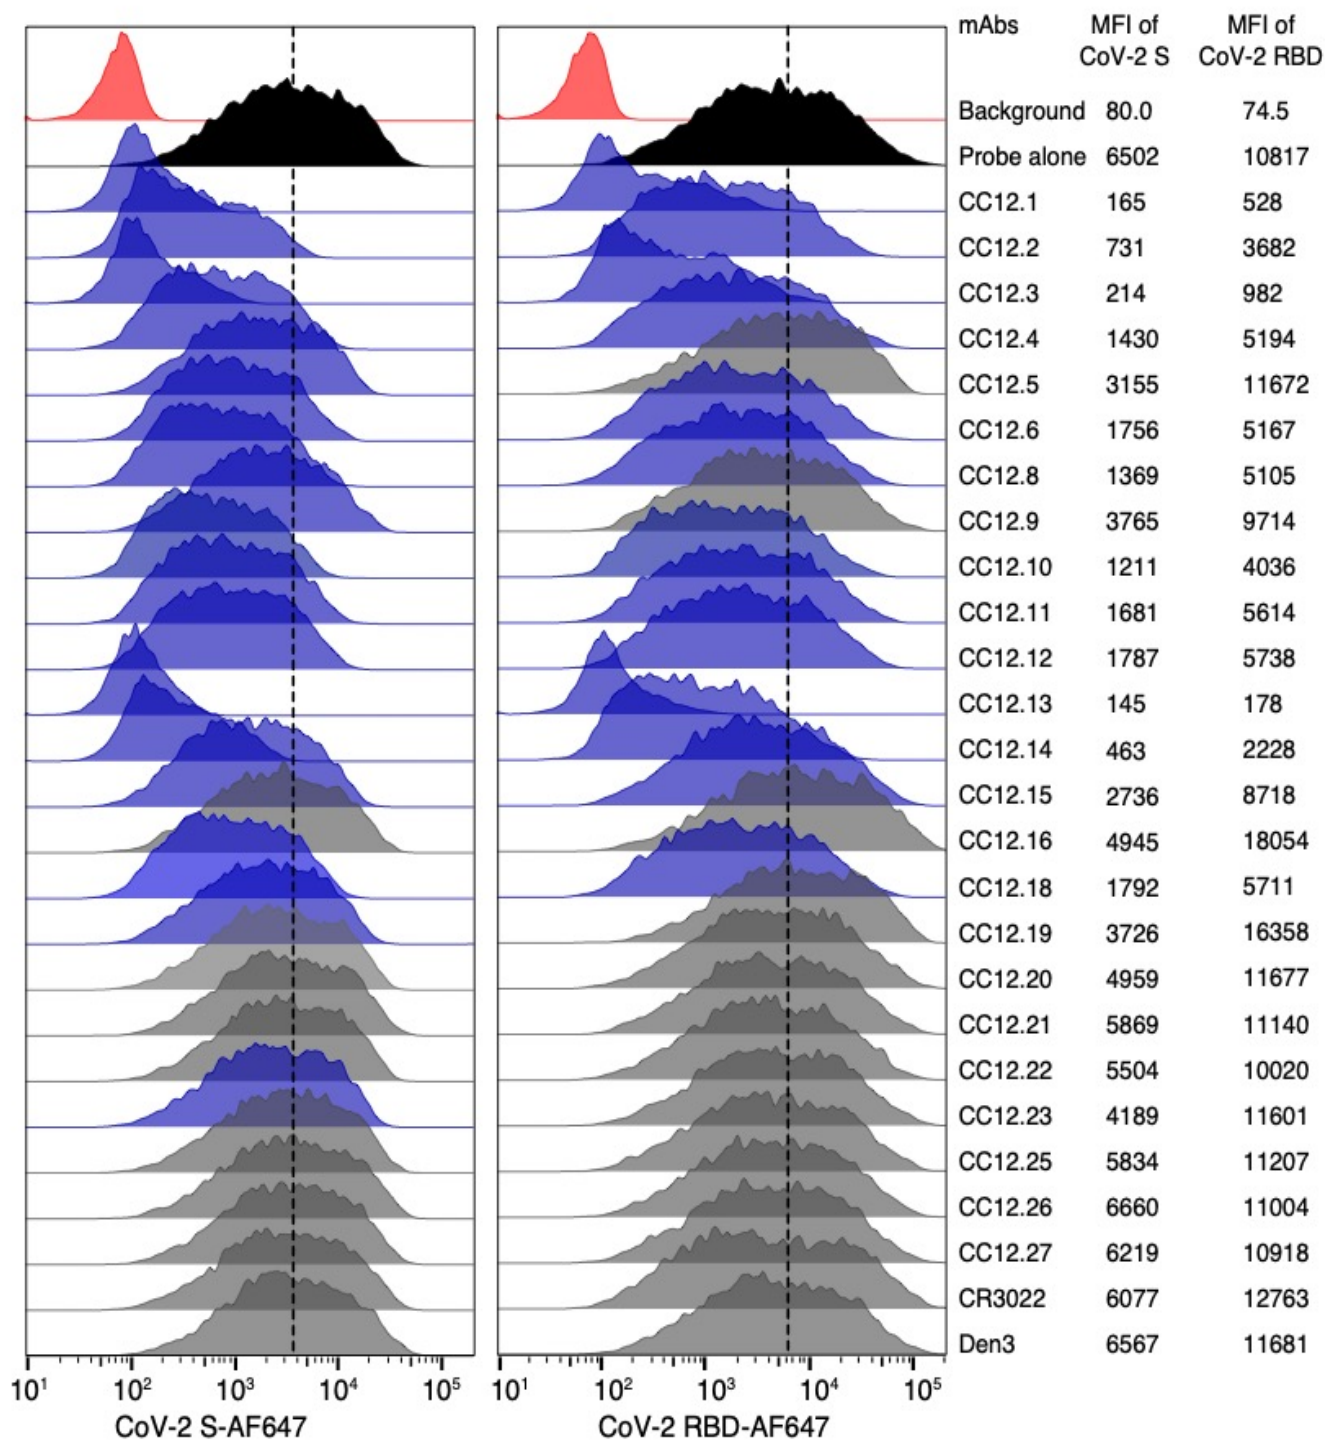 mAbs MFI of MFI of
CoV-2 S CoV-2 RBD
Background 80.0 74.5
Probe alone 6502 10817
CC12.1 165 528
CC12.2 731 3682
CC12.3 214 982
CC12.4 1430 5194
CC12.5 3155 11672
CC12.6 1756 5167
CC12.8 1369 5105
CC12.9 3765 9714
CC12.10 1211 4036
CC12.11 1681 5614
CC12.12 1787 5738
CC12.13 145 178
CC12.14 463 2228
CC12.15 2736 8718
CC12.16 4945 18054
CC12.18 1792 5711
CC12.19 3726 16358
CC12.20 4959 11677
CC12.21 5869 11140
CC12.22 5504 10020
CC12.23 4189 11601
CC12.25 5834 11207
CC12.26 6660 11004
CC12.27 6219 10918
CR3022 6077 12763
Den3 6567 11681
10¹ 10² 10³ 10⁴ 10⁵ 10¹ 10² 10³ 10⁴ 10⁵
CoV-2 S-AF647 CoV-2 RBD-AF647